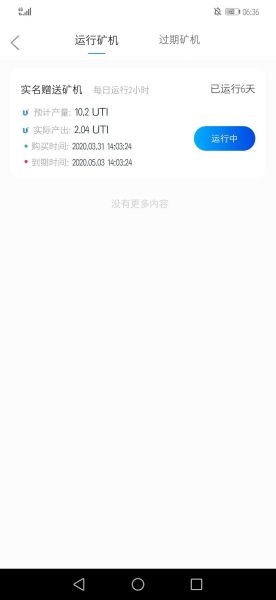 06:36
运行矿机 过期矿机
实名赠送矿机 每日运行2小时 已运行6天
预计产量: 10.2 UTI
实际产出: 2.04 UTI
运行中
购买时间: 2020.03.31 14:03:24
到期时间: 2020.05.03 14:03:24
没有更多内容